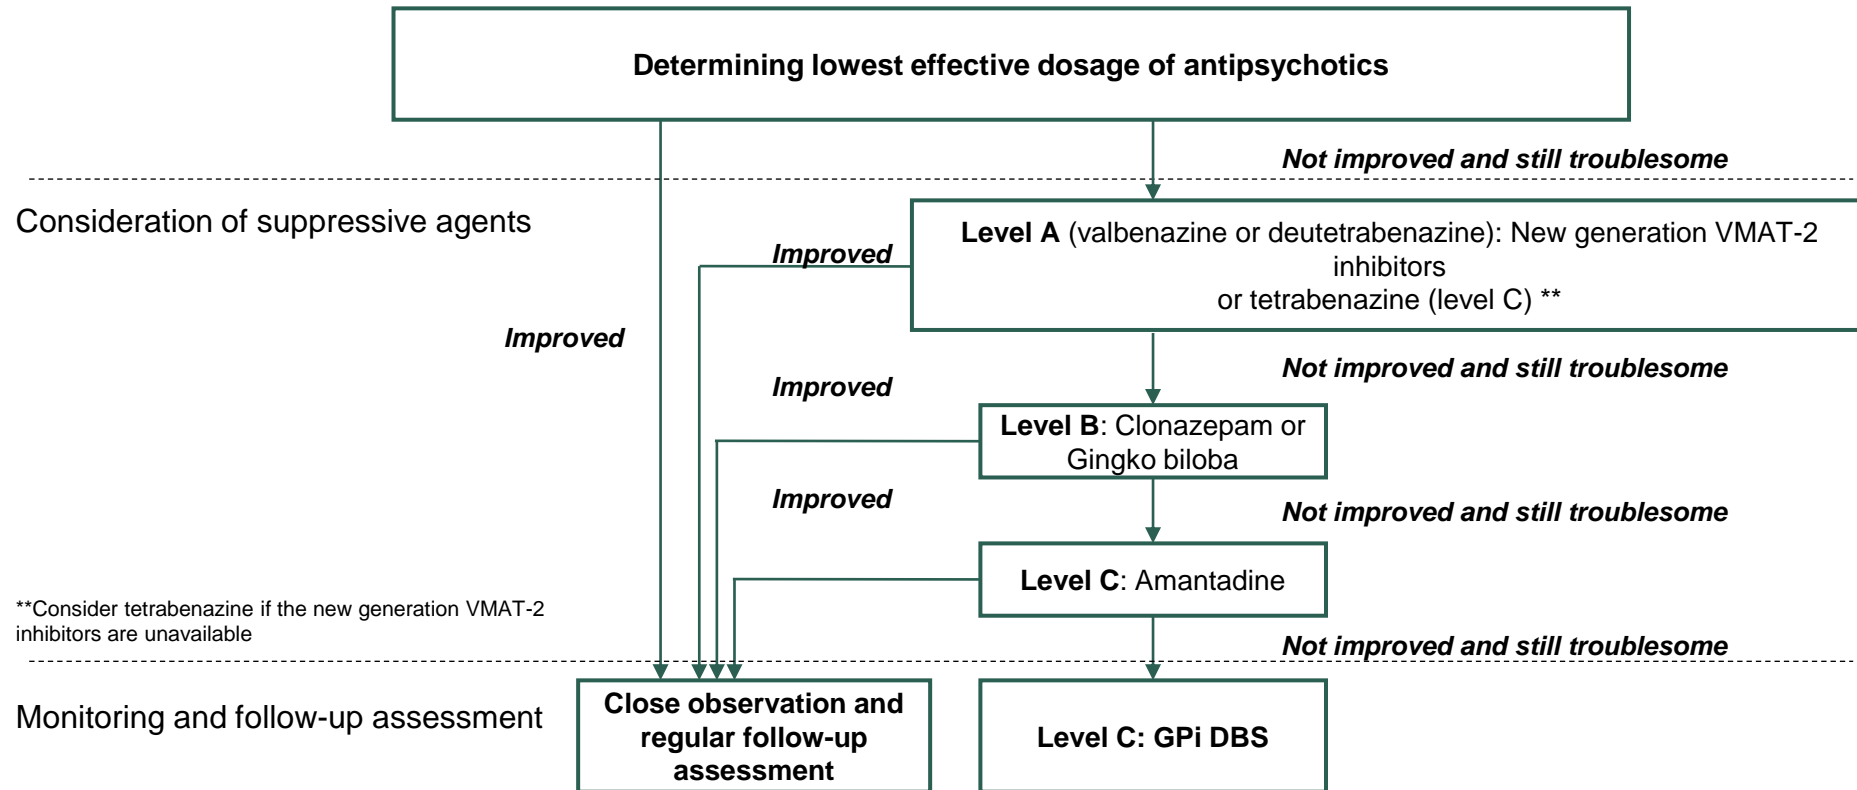 Determining lowest effective dosage of antipsychotics
Not improved and still troublesome
Consideration of suppressive agents
Level A (valbenazine or deutetrabenazine): New generation VMAT-2
inhibitors
or tetrabenazine (level C) **
Improved
Improved
Not improved and still troublesome
Improved
Level B: Clonazepam or
Gingko biloba
Improved
Not improved and still troublesome
Level C: Amantadine
**Consider tetrabenazine if the new generation VMAT-2
inhibitors are unavailable
Not improved and still troublesome
Monitoring and follow-up assessment
Close observation and
regular follow-up
assessment
Level C: GPi DBS